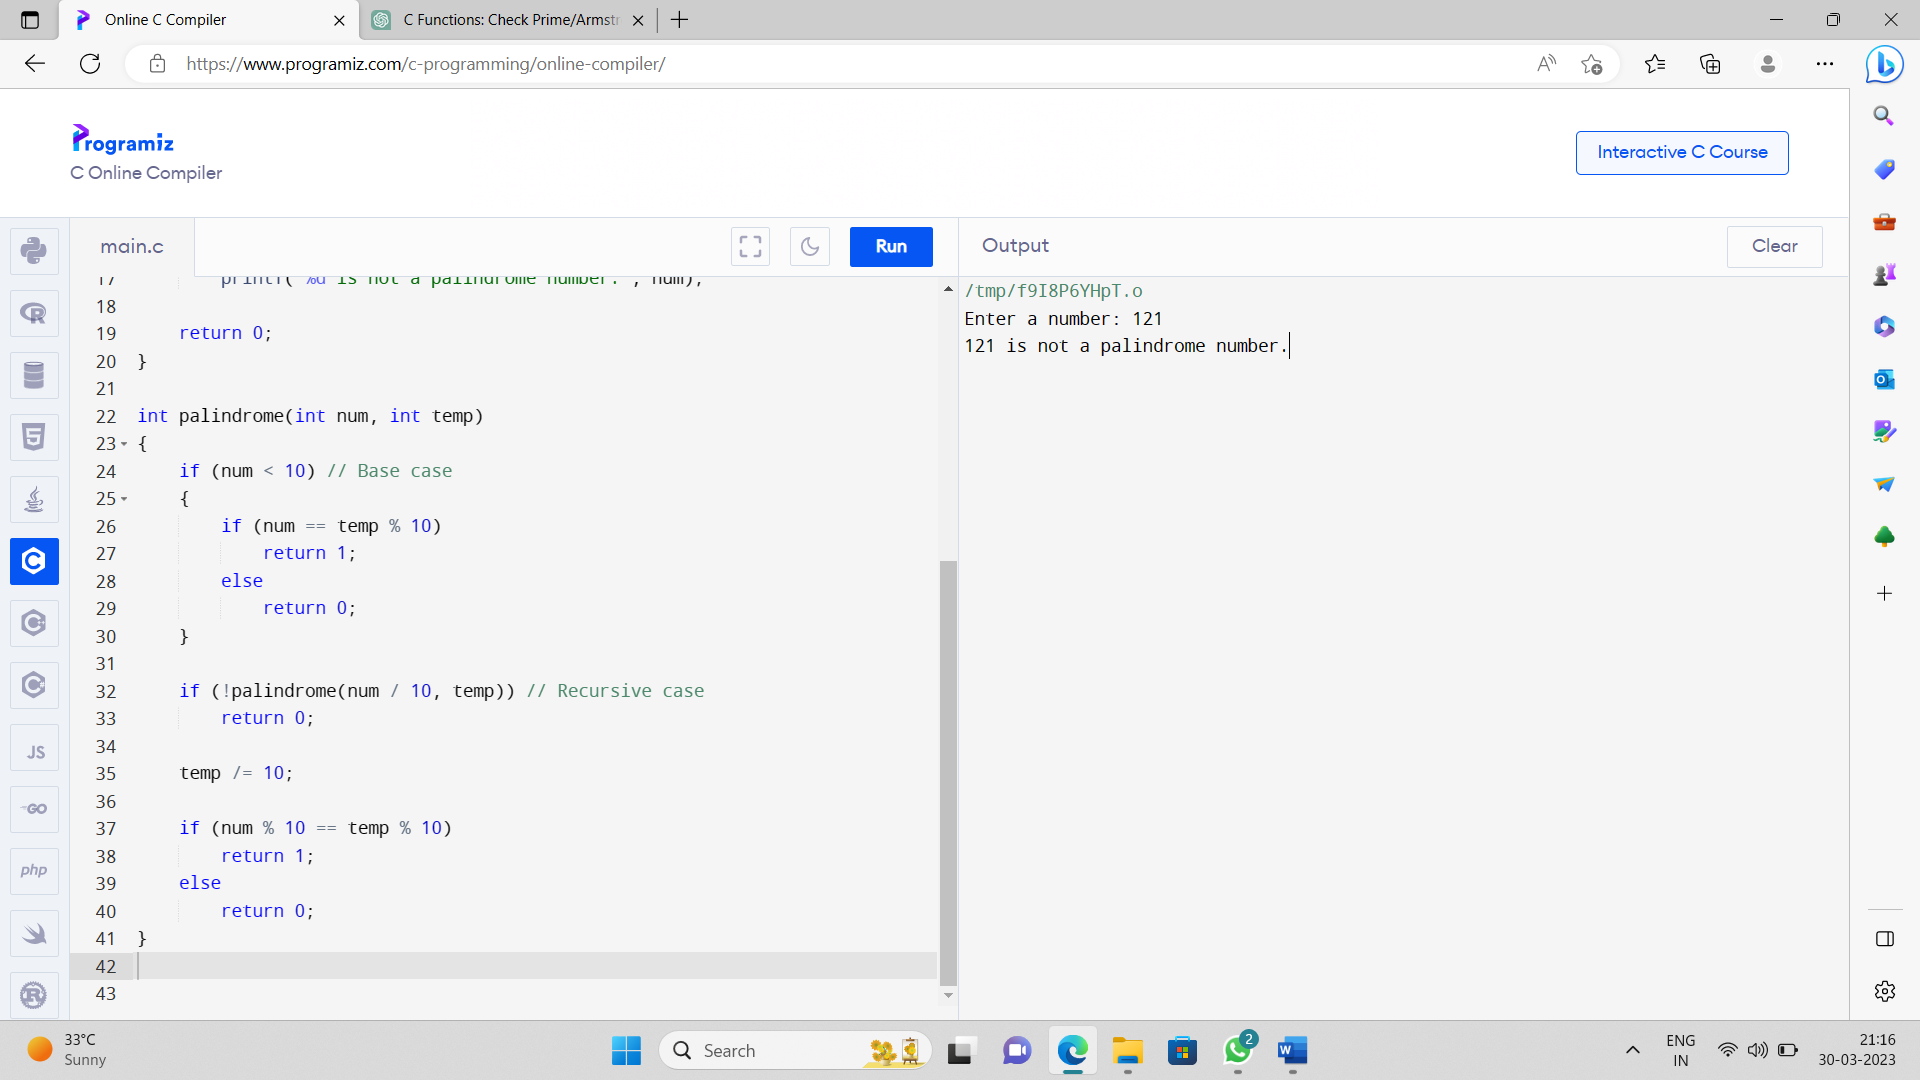 Online C Compiler
C Functions: Check Prime/Armstr
https://www.programiz.com/c-programming/online-compiler/
Programiz
C Online Compiler
Interactive C Course
main.c
Run
Output
Clear
17 printf("%d is not a palindrome number.", num);
18
19 return 0;
20 }
21
22 int palindrome(int num, int temp)
23 {
24 if (num < 10) // Base case
25 {
26 if (num == temp % 10)
27 return 1;
28 else
29 return 0;
30 }
31
32 if (!palindrome(num / 10, temp)) // Recursive case
33 return 0;
34
35 temp /= 10;
36
37 if (num % 10 == temp % 10)
38 return 1;
39 else
40 return 0;
41 }
42
43
/tmp/f9I8P6YHpT.o
Enter a number: 121
121 is not a palindrome number.
JS
GO
php
33°C
Sunny
Search
2
ENG
IN
21:16
30-03-2023